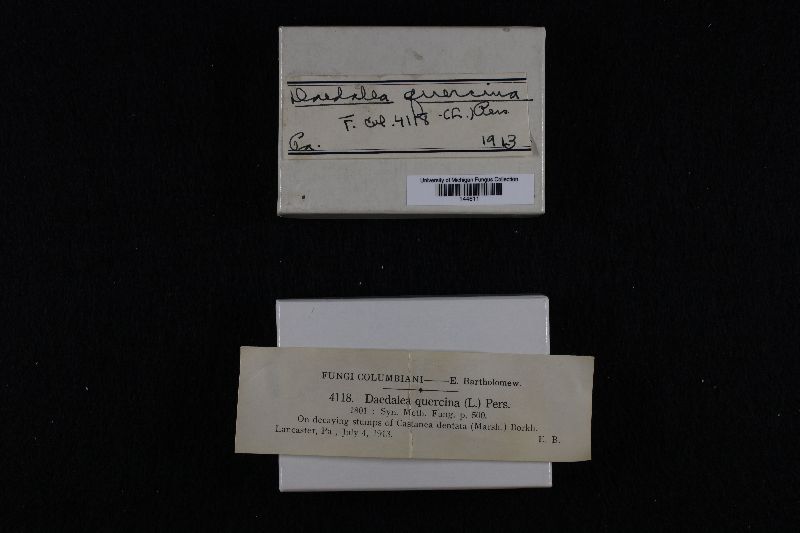 Daedalea quercina
F. Col. 4118 (L.) Pers.
Pa. 1913
University of Michigan Fungus Collection
144611
FUNGI COLUMBIANI——E. Bartholomew.
4118. Daedalea quercina (L.) Pers.
1801 : Syn. Meth. Fung. p. 500.
On decaying stumps of Castanea dentata (Marsh.) Borkh.
Lancaster, Pa., July 4, 1913. E. B.